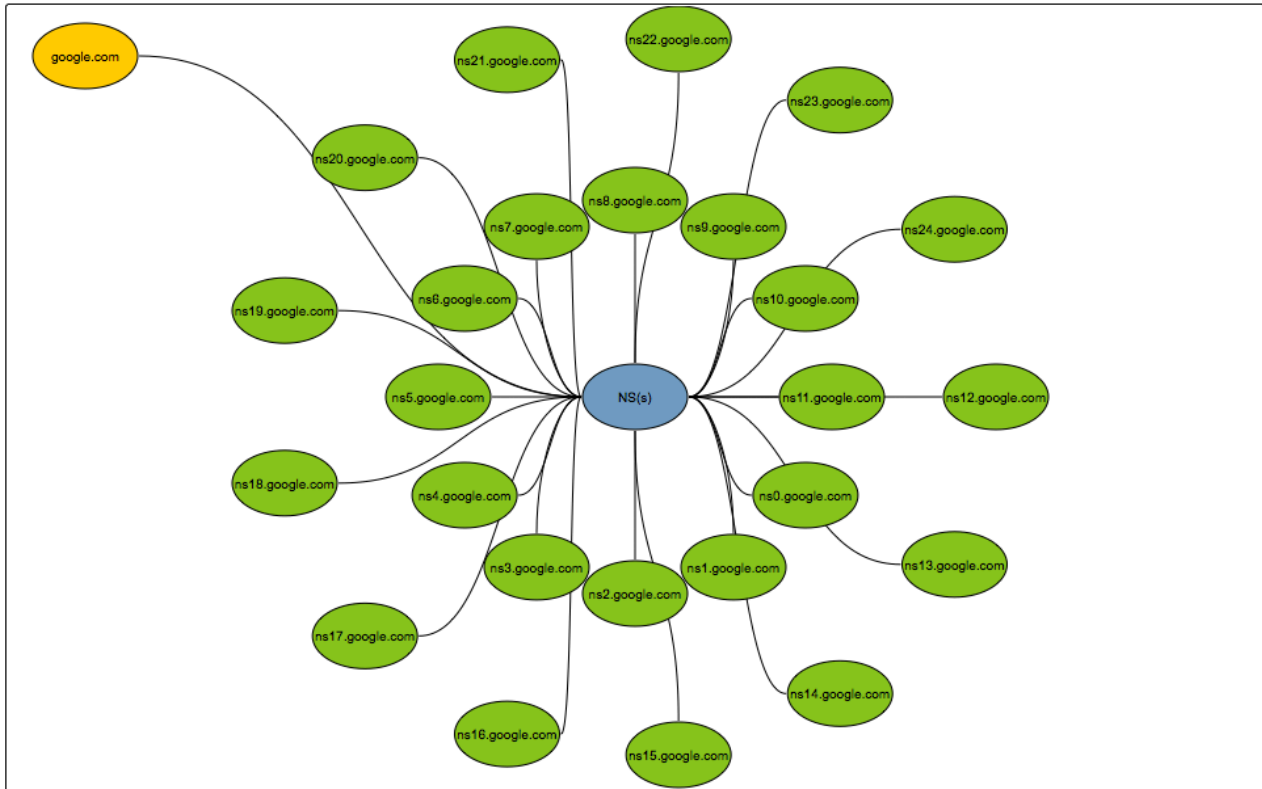 ns22.google.com
google.com
ns21.google.com
ns23.google.com
ns20.google.com
ns8.google.com
ns7.google.com
ns9.google.com
ns24.google.com
ns6.google.com
ns10.google.com
ns19.google.com
ns5.google.com
NS(s)
ns11.google.com
ns12.google.com
ns18.google.com
ns4.google.com
ns0.google.com
ns3.google.com
ns1.google.com
ns13.google.com
ns2.google.com
ns17.google.com
ns14.google.com
ns16.google.com
ns15.google.com